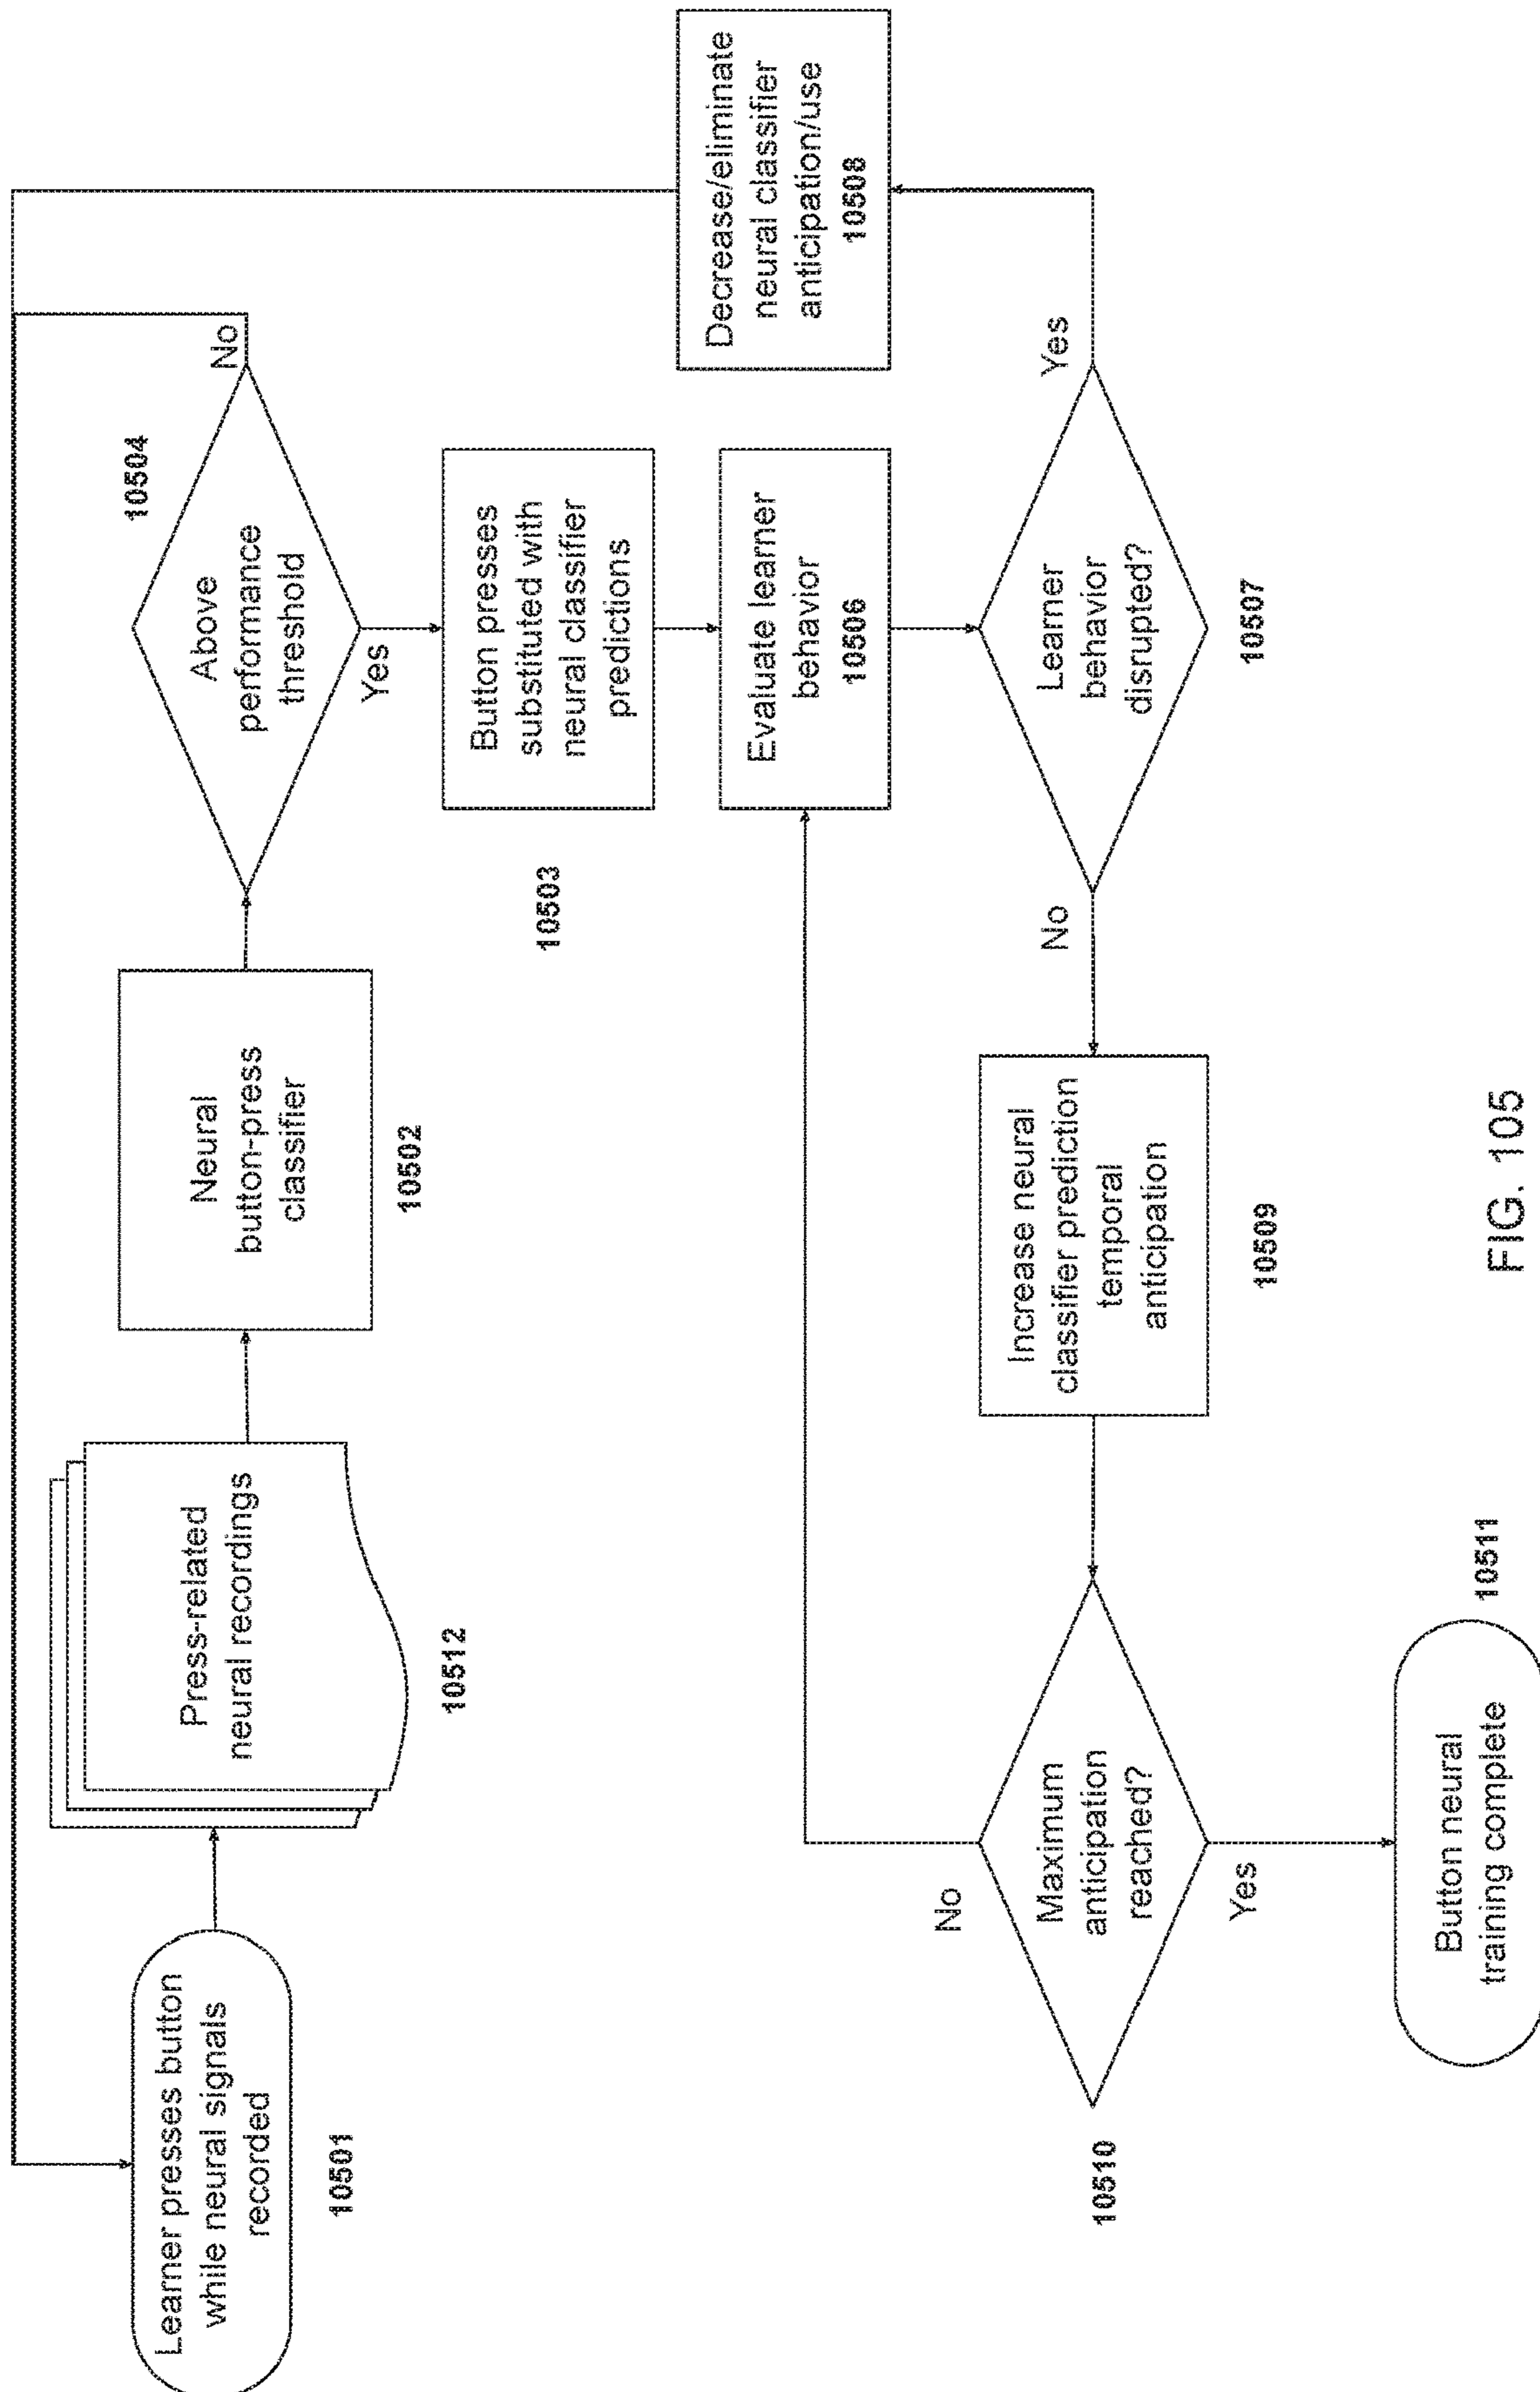 Learner presses button
while neural signals
recorded
10501
Press-related
neural recordings
10512
Neural
button-press
classifier
10502
10504
Above
performance
threshold
No
Yes
Button presses
substituted with
neural classifier
predictions
10503
Evaluate learner
behavior
10506
Learner
behavior
disrupted?
10507
Yes
Decrease/eliminate
neural classifier
anticipation/use
10508
No
Increase neural
classifier prediction
temporal
anticipation
10509
Maximum
anticipation
reached?
10510
No
Yes
Button neural
training complete
10511
FIG. 105